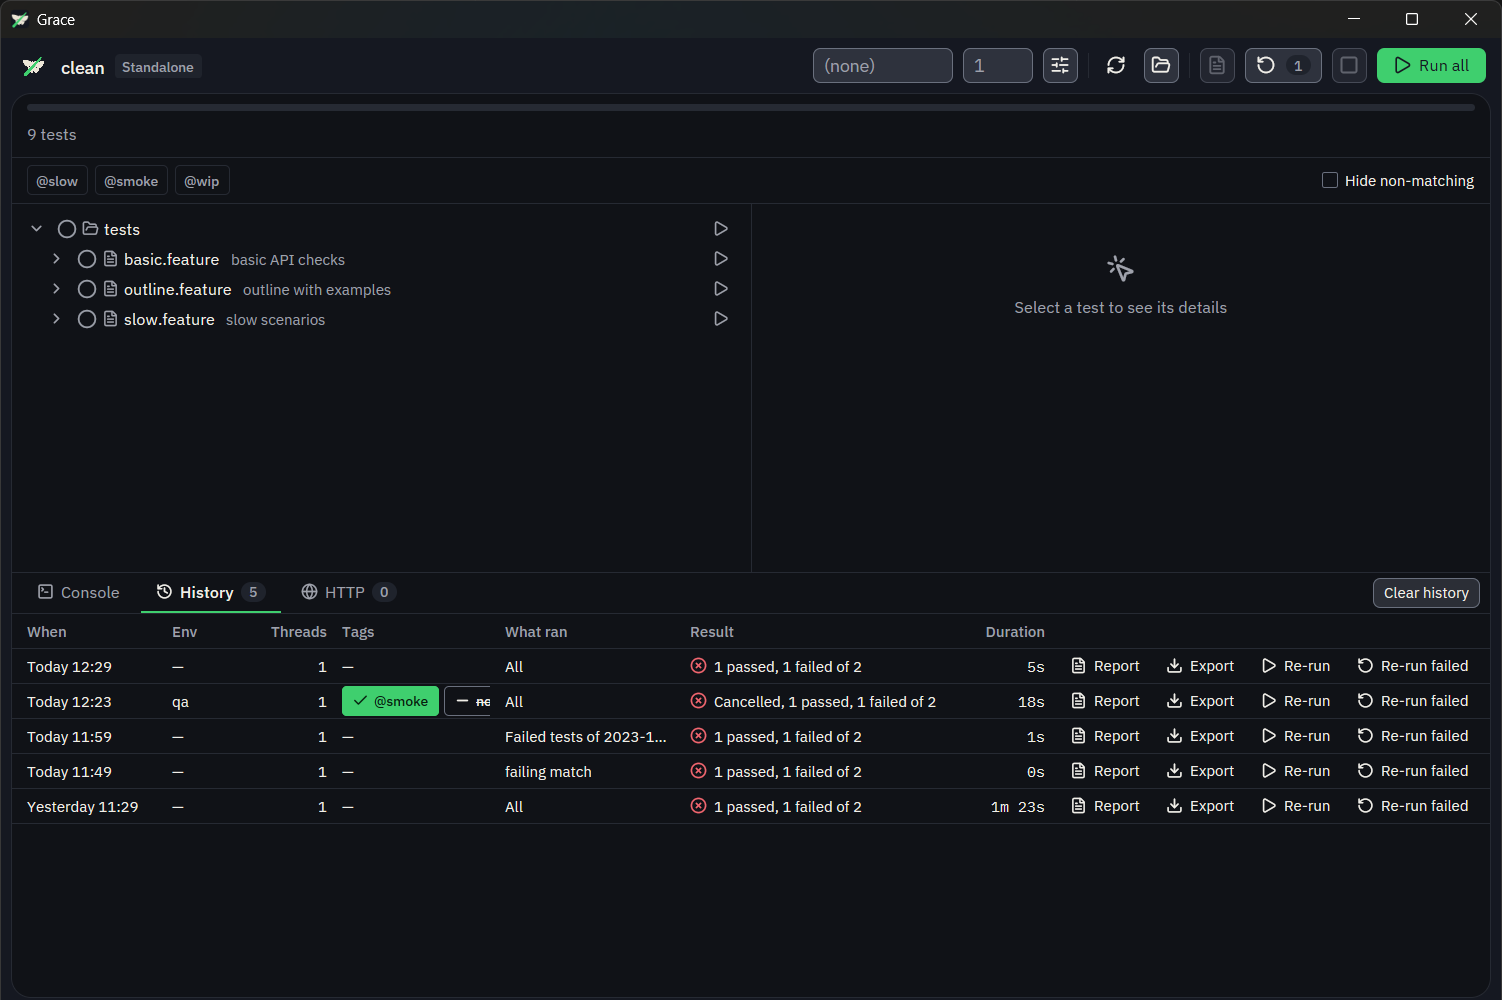 Grace
clean Standalone (none) 1 1 Run all
9 tests
@slow @smoke @wip Hide non-matching
tests
basic.feature basic API checks
outline.feature outline with examples
slow.feature slow scenarios
Select a test to see its details
Console History 5 HTTP 0 Clear history
When Env Threads Tags What ran Result Duration
Today 12:29 — 1 — All 1 passed, 1 failed of 2 5s Report Export Re-run Re-run failed
Today 12:23 qa 1 @smoke All Cancelled, 1 passed, 1 failed of 2 18s Report Export Re-run Re-run failed
Today 11:59 — 1 — Failed tests of 2023-1... 1 passed, 1 failed of 2 1s Report Export Re-run Re-run failed
Today 11:49 — 1 — failing match 1 passed, 1 failed of 2 0s Report Export Re-run Re-run failed
Yesterday 11:29 — 1 — All 1 passed, 1 failed of 2 1m 23s Report Export Re-run Re-run failed